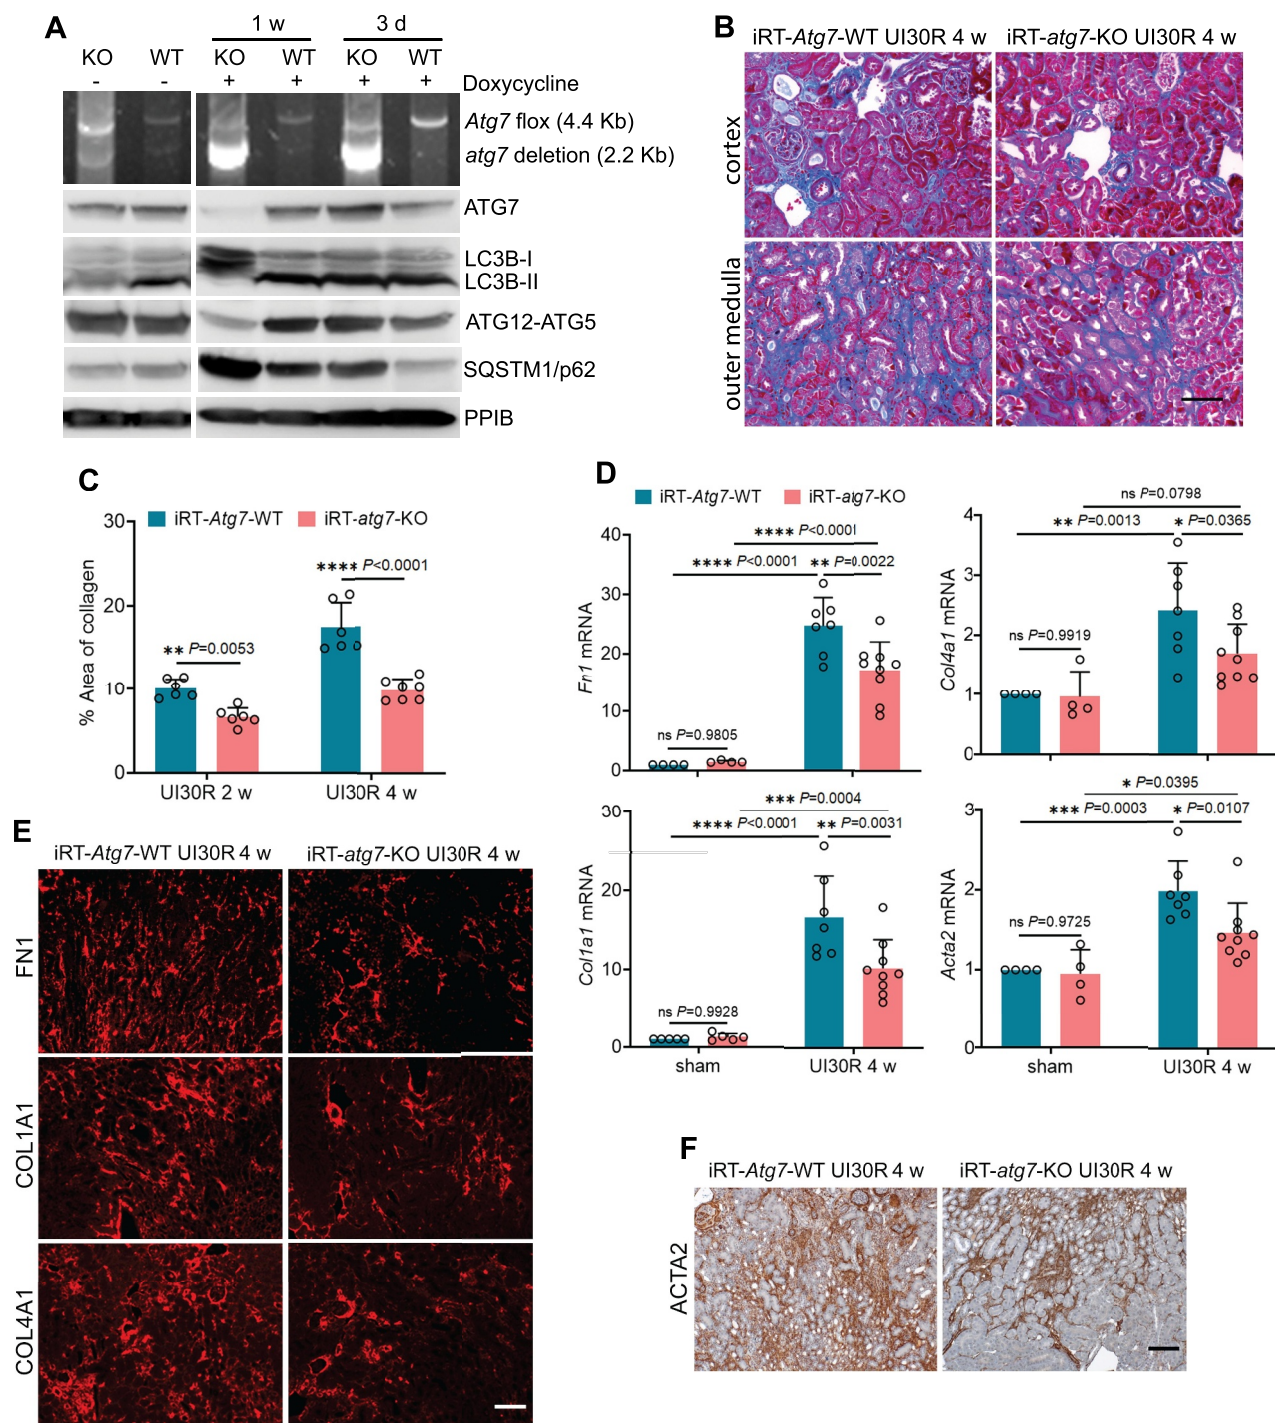 A
1 w
3 d
KO WT KO WT KO WT
- - + + + + Doxycycline
Atg7 flox (4.4 Kb)
atg7 deletion (2.2 Kb)
ATG7
LC3B-I
LC3B-II
ATG12-ATG5
SQSTM1/p62
PPIB
B
iRT-Atg7-WT UI30R 4 w
iRT-atg7-KO UI30R 4 w
cortex
outer medulla
C
iRT-Atg7-WT
iRT-atg7-KO
% Area of collagen
30
20
10
0
** P=0.0053
**** P<0.0001
UI30R 2 w
UI30R 4 w
D
iRT-Atg7-WT
iRT-atg7-KO
Fn1 mRNA
40
30
20
10
0
ns P=0.9805
**** P<0.0001
**** P<0.0001
** P=0.0022
Col4a1 mRNA
4
3
2
1
0
ns P=0.9919
ns P=0.0798
** P=0.0013
* P=0.0365
Col1a1 mRNA
30
20
10
0
ns P=0.9928
*** P=0.0004
**** P<0.0001
** P=0.0031
sham
UI30R 4 w
Acta2 mRNA
3
2
1
0
ns P=0.9725
* P=0.0395
*** P=0.0003
* P=0.0107
sham
UI30R 4 w
E
iRT-Atg7-WT UI30R 4 w
iRT-atg7-KO UI30R 4 w
FN1
COL1A1
COL4A1
F
iRT-Atg7-WT UI30R 4 w
iRT-atg7-KO UI30R 4 w
ACTA2